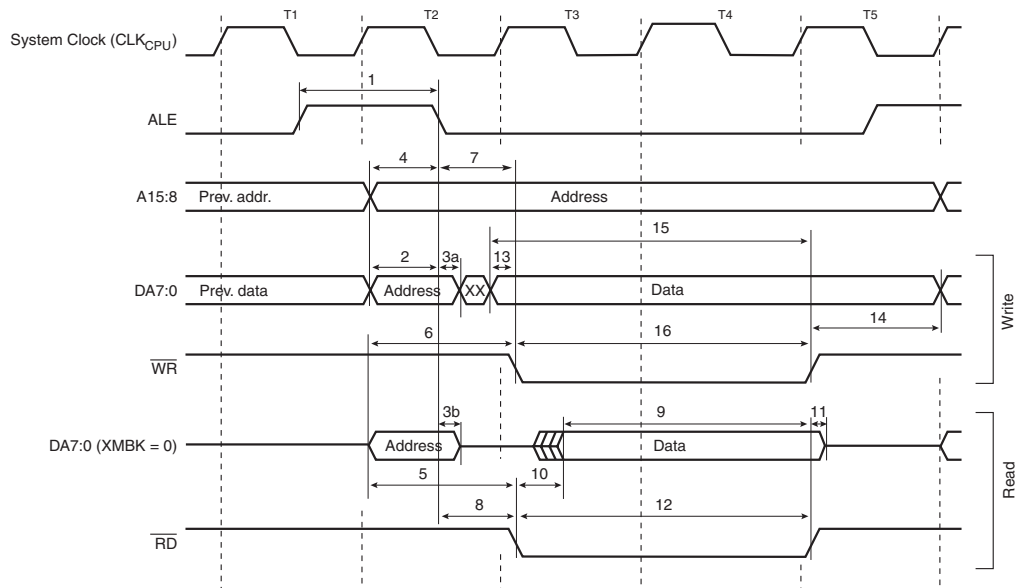 T1 T2 T3 T4 T5
System Clock (CLKCPU)
1
ALE
4 7
A15:8 Prev. addr. Address
15
2 3a 13
DA7:0 Prev. data Address XX Data
14
6 16
WR
Write
3b 9 11
DA7:0 (XMBK = 0) Address Data
5 10
8 12
RD
Read